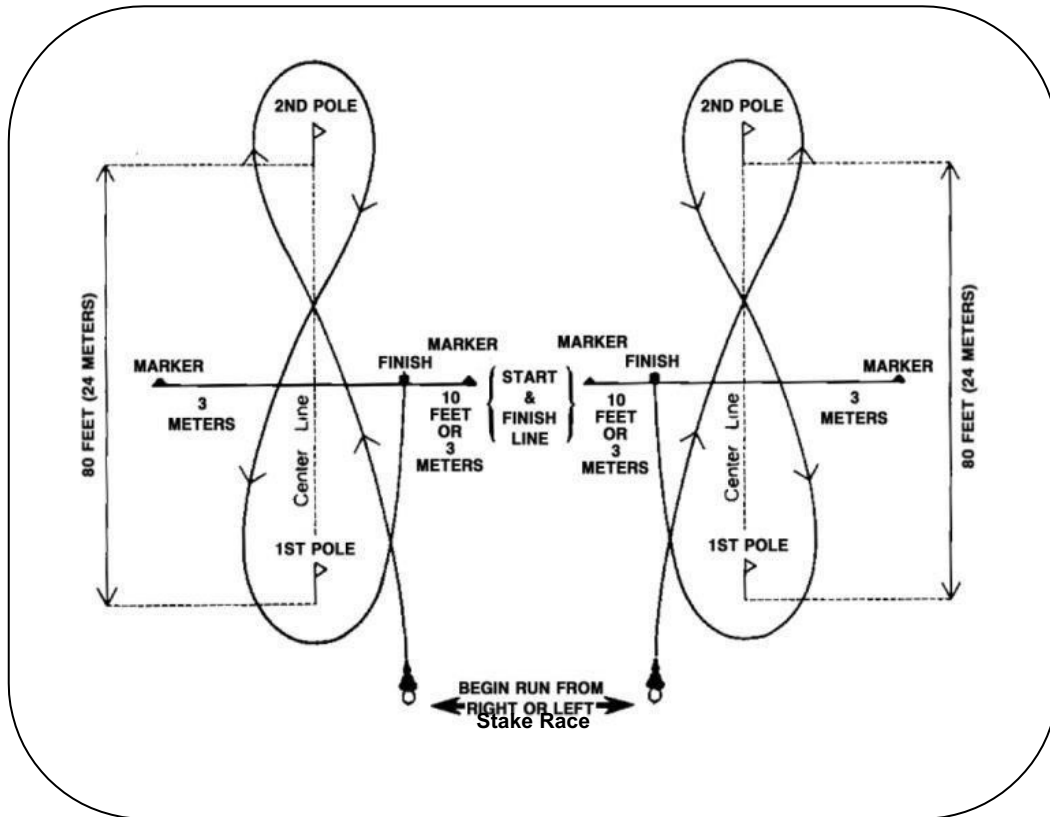 2ND POLE
2ND POLE
80 FEET (24 METERS)
MARKER
3
METERS
Center Line
FINISH
MARKER
10
FEET
OR
3
METERS
START
&
FINISH
LINE
MARKER
FINISH
10
FEET
OR
3
METERS
Center Line
MARKER
3
METERS
80 FEET (24 METERS)
1ST POLE
1ST POLE
BEGIN RUN FROM
RIGHT OR LEFT
Stake Race